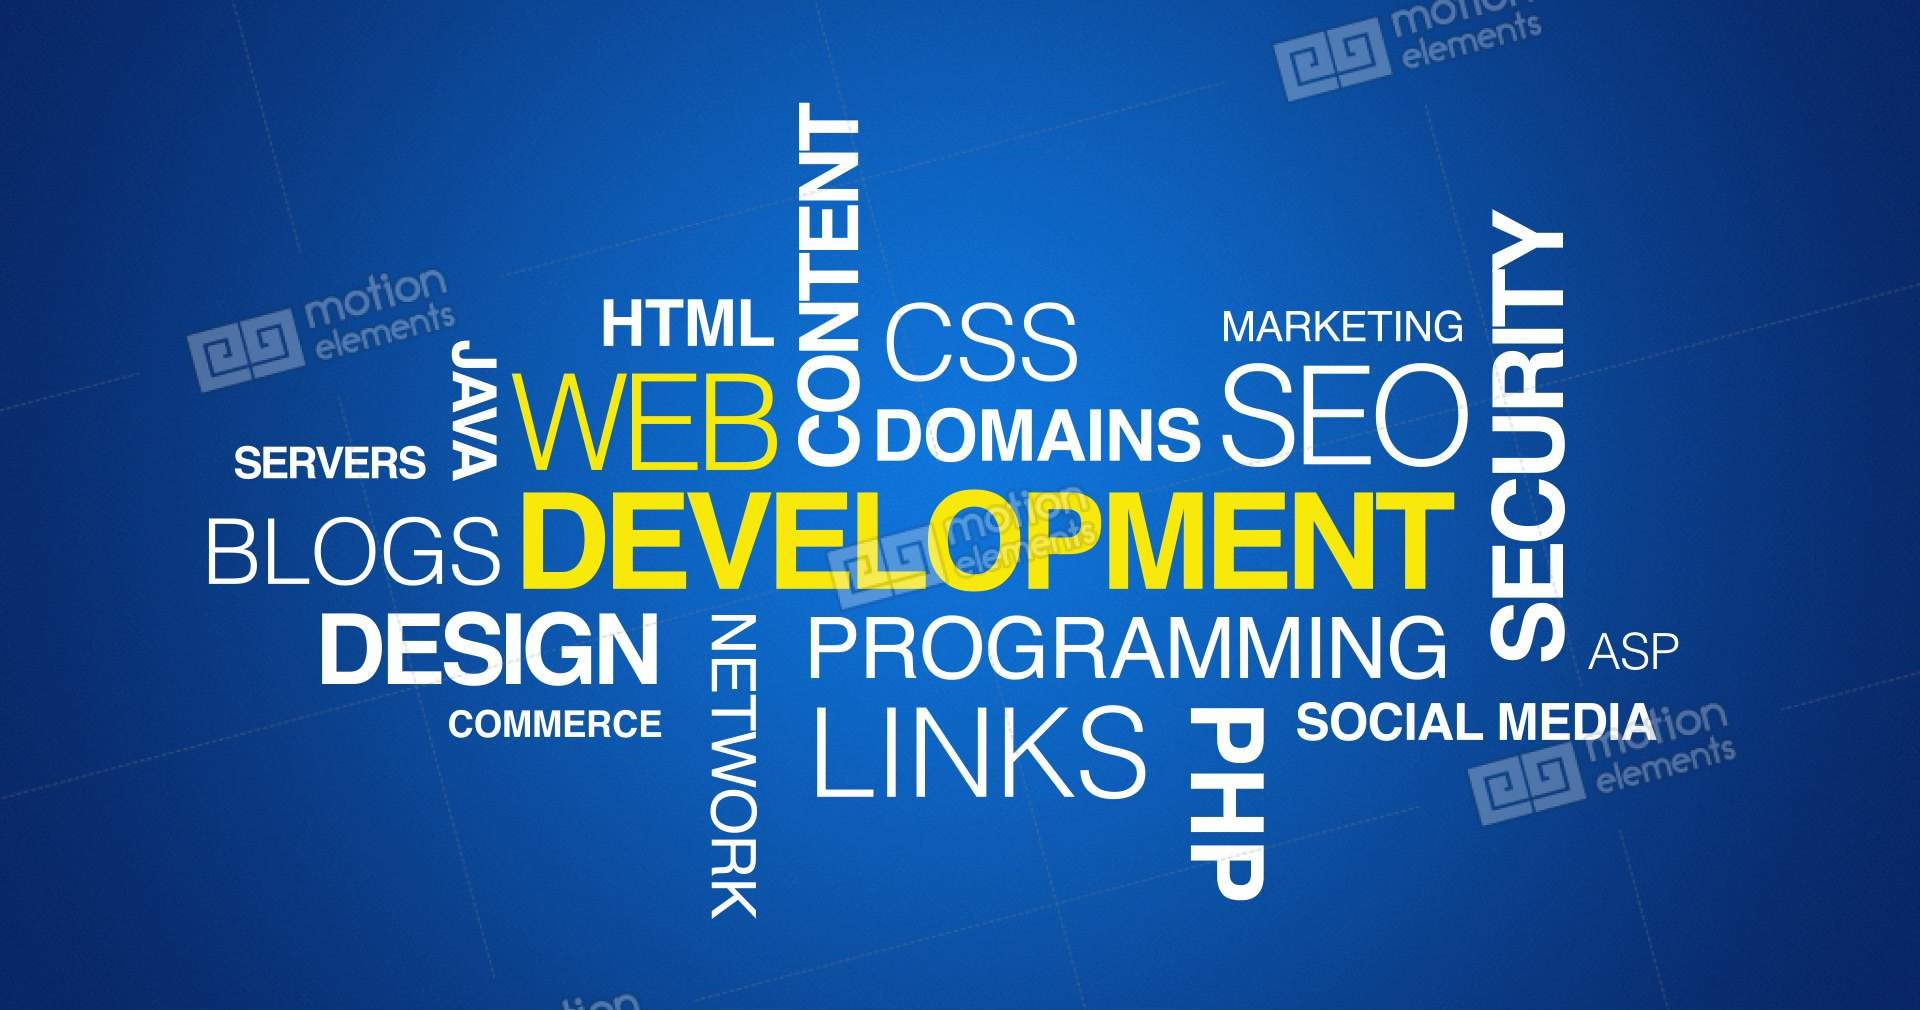 motion
elements
CONTENT
SECURITY
motion
elements
HTML
CSS
MARKETING
JAVA
WEB
DOMAINS
SEO
SERVERS
BLOGS
DEVELOPMENT
motion
elements
DESIGN
NETWORK
PROGRAMMING
ASP
COMMERCE
LINKS
PHP
SOCIAL MEDIA
motion
elements